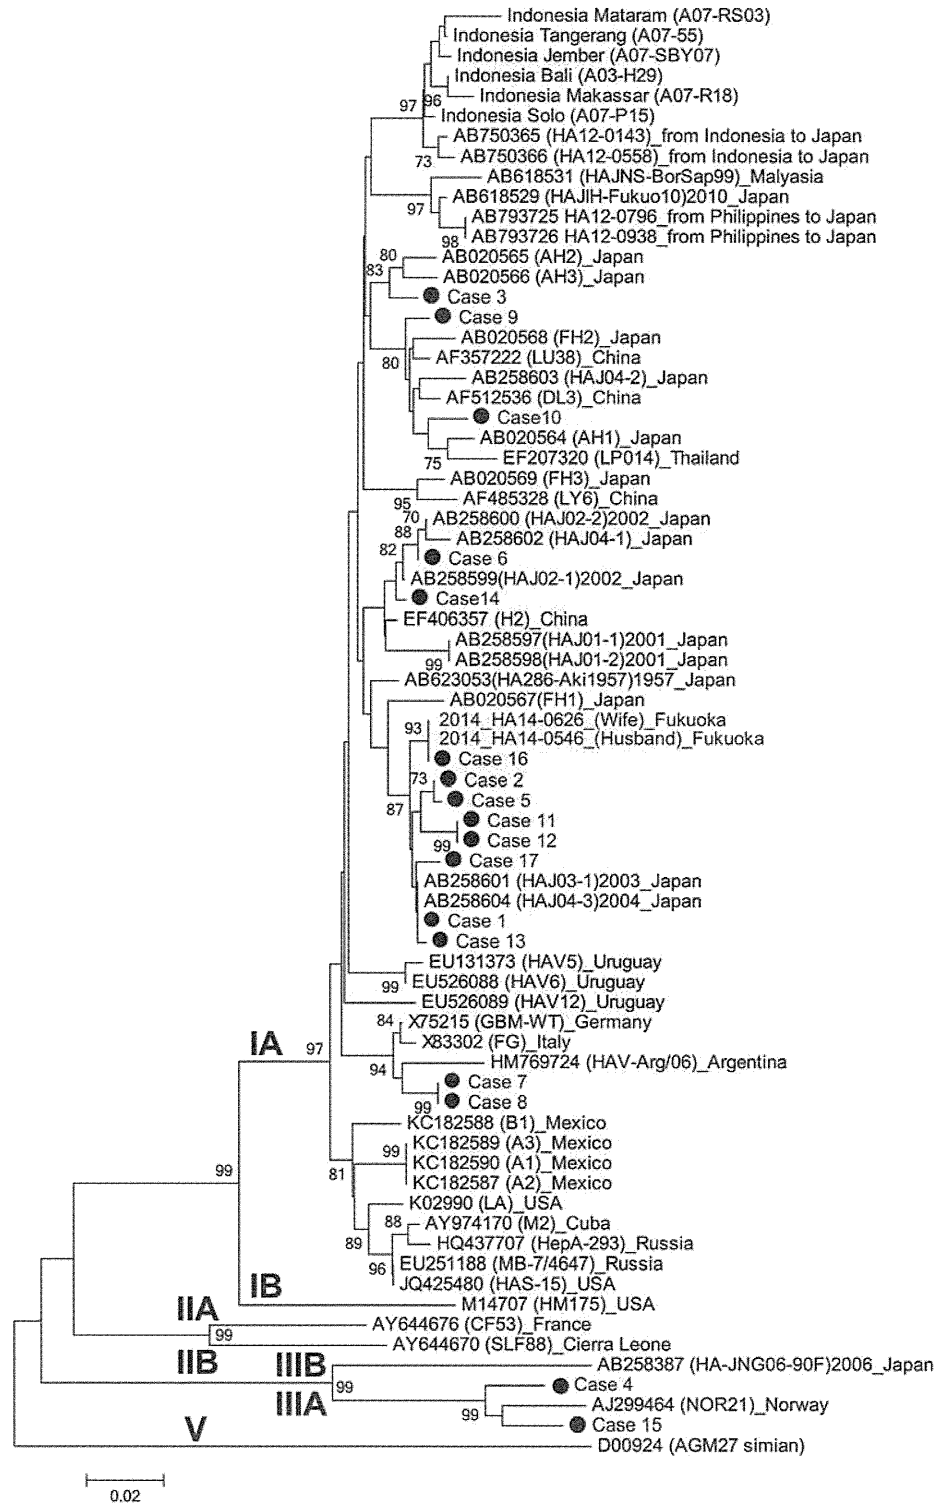 Indonesia Mataram (A07-RS03)
Indonesia Tangerang (A07-55)
Indonesia Jember (A07-SBY07)
Indonesia Bali (A03-H29)
97 96 Indonesia Makassar (A07-R18)
Indonesia Solo (A07-P15)
AB750365 (HA12-0143)_from Indonesia to Japan
73 AB750366 (HA12-0558)_from Indonesia to Japan
AB618531 (HAJNS-BorSap99)_Malyasia
AB618529 (HAJIH-Fukuo10)2010_Japan
97 AB793725 HA12-0796_from Philippines to Japan
98 AB793726 HA12-0938_from Philippines to Japan
80 AB020565 (AH2)_Japan
83 AB020566 (AH3)_Japan
Case 3
Case 9
AB020568 (FH2)_Japan
80 AF357222 (LU38)_China
AB258603 (HAJ04-2)_Japan
AF512536 (DL3)_China
Case10
AB020564 (AH1)_Japan
75 EF207320 (LP014)_Thailand
AB020569 (FH3)_Japan
95 AF485328 (LY6)_China
70 AB258600 (HAJ02-2)2002_Japan
88 AB258602 (HAJ04-1)_Japan
82 Case 6
AB258599(HAJ02-1)2002_Japan
Case14
EF406357 (H2)_China
AB258597(HAJ01-1)2001_Japan
99 AB258598(HAJ01-2)2001_Japan
AB623053(HA286-Aki1957)1957_Japan
AB020567(FH1)_Japan
93 2014_HA14-0626_(Wife)_Fukuoka
2014_HA14-0546_(Husband)_Fukuoka
Case 16
73 Case 2
87 Case 5
Case 11
99 Case 12
Case 17
AB258601 (HAJ03-1)2003_Japan
AB258604 (HAJ04-3)2004_Japan
Case 1
Case 13
EU131373 (HAV5)_Uruguay
99 EU526088 (HAV6)_Uruguay
EU526089 (HAV12)_Uruguay
84 X75215 (GBM-WT)_Germany
IA 97 X83302 (FG)_Italy
94 HM769724 (HAV-Arg/06)_Argentina
Case 7
99 Case 8
KC182588 (B1)_Mexico
99 KC182589 (A3)_Mexico
99 81 KC182590 (A1)_Mexico
KC182587 (A2)_Mexico
K02990 (LA)_USA
88 AY974170 (M2)_Cuba
89 HQ437707 (HepA-293)_Russia
96 EU251188 (MB-7/4647)_Russia
IB JQ425480 (HAS-15)_USA
M14707 (HM175)_USA
IIA AY644676 (CF53)_France
99 AY644670 (SLF88)_Cierra Leone
IIB IIIB AB258387 (HA-JNG06-90F)2006_Japan
99 Case 4
IIIA AJ299464 (NOR21)_Norway
99 Case 15
V D00924 (AGM27 simian)
0.02